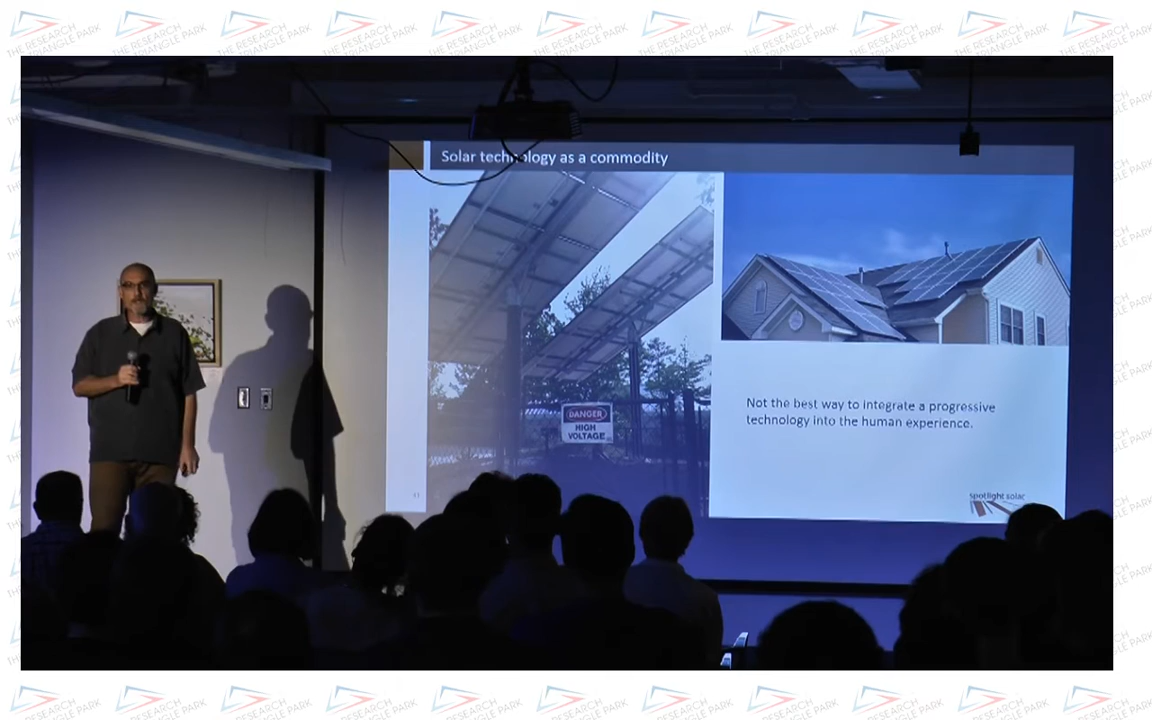 Solar technology as a commodity
DANGER
HIGH
VOLTAGE
Not the best way to integrate a progressive
technology into the human experience.
spotlight solar
THE RESEARCH
TRIANGLE PARK